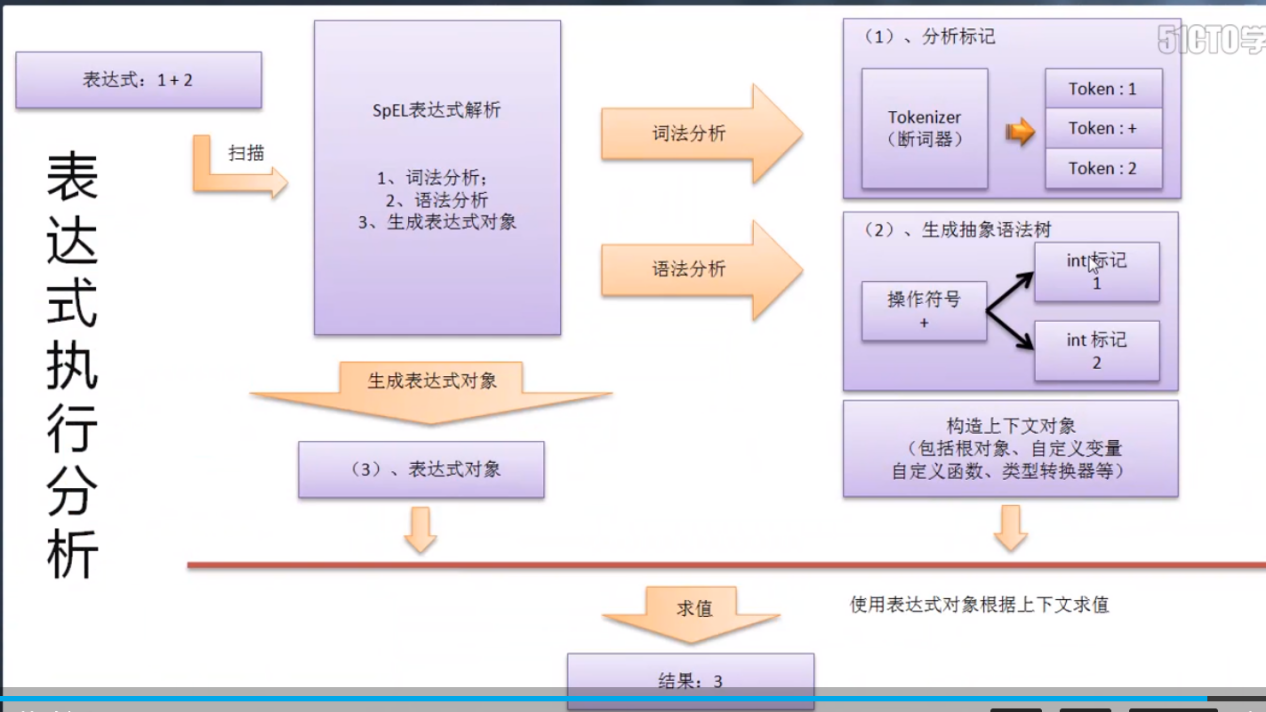 表达式执行分析
表达式：1+2
扫描
SpEL表达式解析
1、词法分析；
2、语法分析
3、生成表达式对象
词法分析
语法分析
（1）、分析标记
Tokenizer
（断词器）
Token : 1
Token : +
Token : 2
51CTO学
（2）、生成抽象语法树
操作符号
+
int 标记
1
int 标记
2
构造上下文对象
（包括根对象、自定义变量
自定义函数、类型转换器等）
生成表达式对象
（3）、表达式对象
求值
使用表达式对象根据上下文求值
结果：3